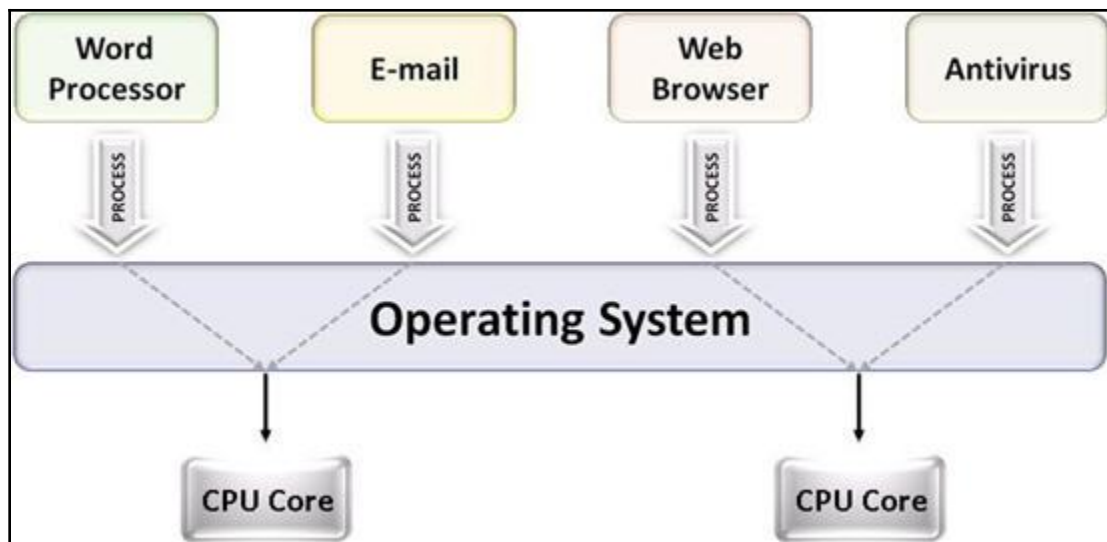 Word
Processor
E-mail
Web
Browser
Antivirus
PROCESS
PROCESS
PROCESS
PROCESS
Operating System
CPU Core
CPU Core